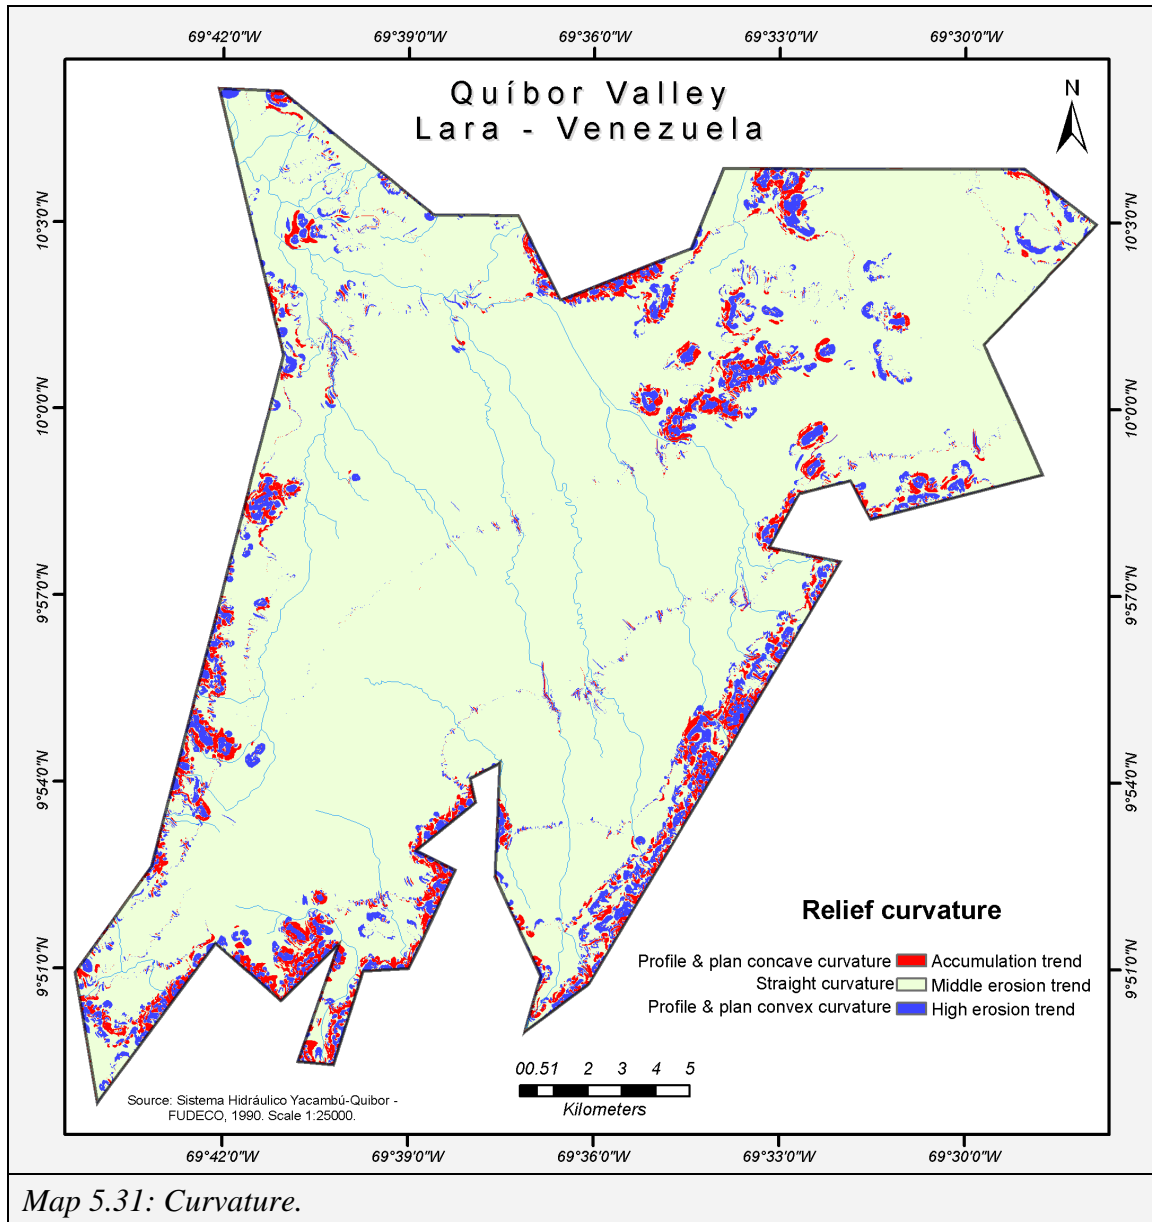 69°42'0"W 69°39'0"W 69°36'0"W 69°33'0"W 69°30'0"W
Quíbor Valley
Lara - Venezuela
N
10°3'0"N 10°3'0"N
10°0'0"N 10°0'0"N
9°57'0"N 9°57'0"N
9°54'0"N 9°54'0"N
9°51'0"N 9°51'0"N
Relief curvature
Profile & plan concave curvature Accumulation trend
Straight curvature Middle erosion trend
Profile & plan convex curvature High erosion trend
00.51 2 3 4 5
Kilometers
Source: Sistema Hidráulico Yacambú-Quibor -
FUDECO, 1990. Scale 1:25000.
69°42'0"W 69°39'0"W 69°36'0"W 69°33'0"W 69°30'0"W
Map 5.31: Curvature.